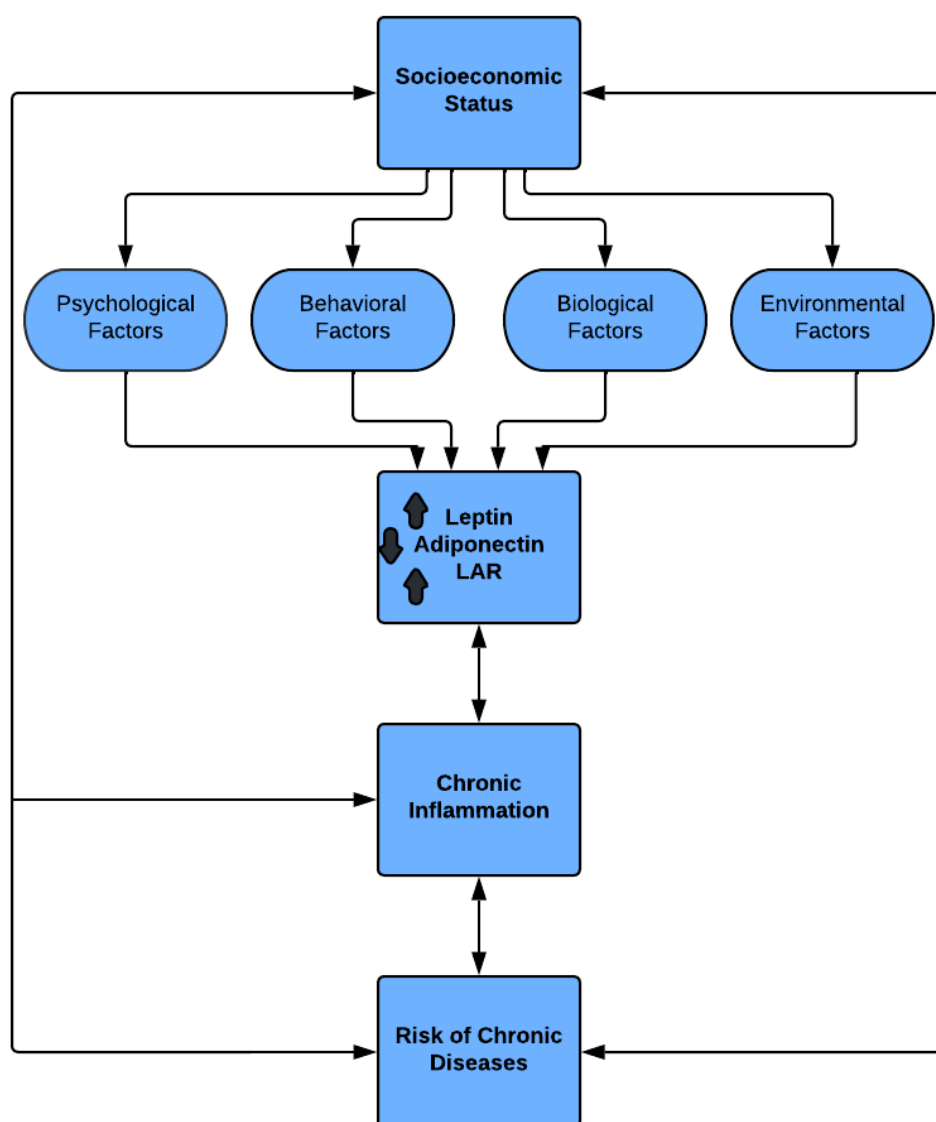 Socioeconomic
Status
Psychological
Factors
Behavioral
Factors
Biological
Factors
Environmental
Factors
Leptin
Adiponectin
LAR
Chronic
Inflammation
Risk of Chronic
Diseases